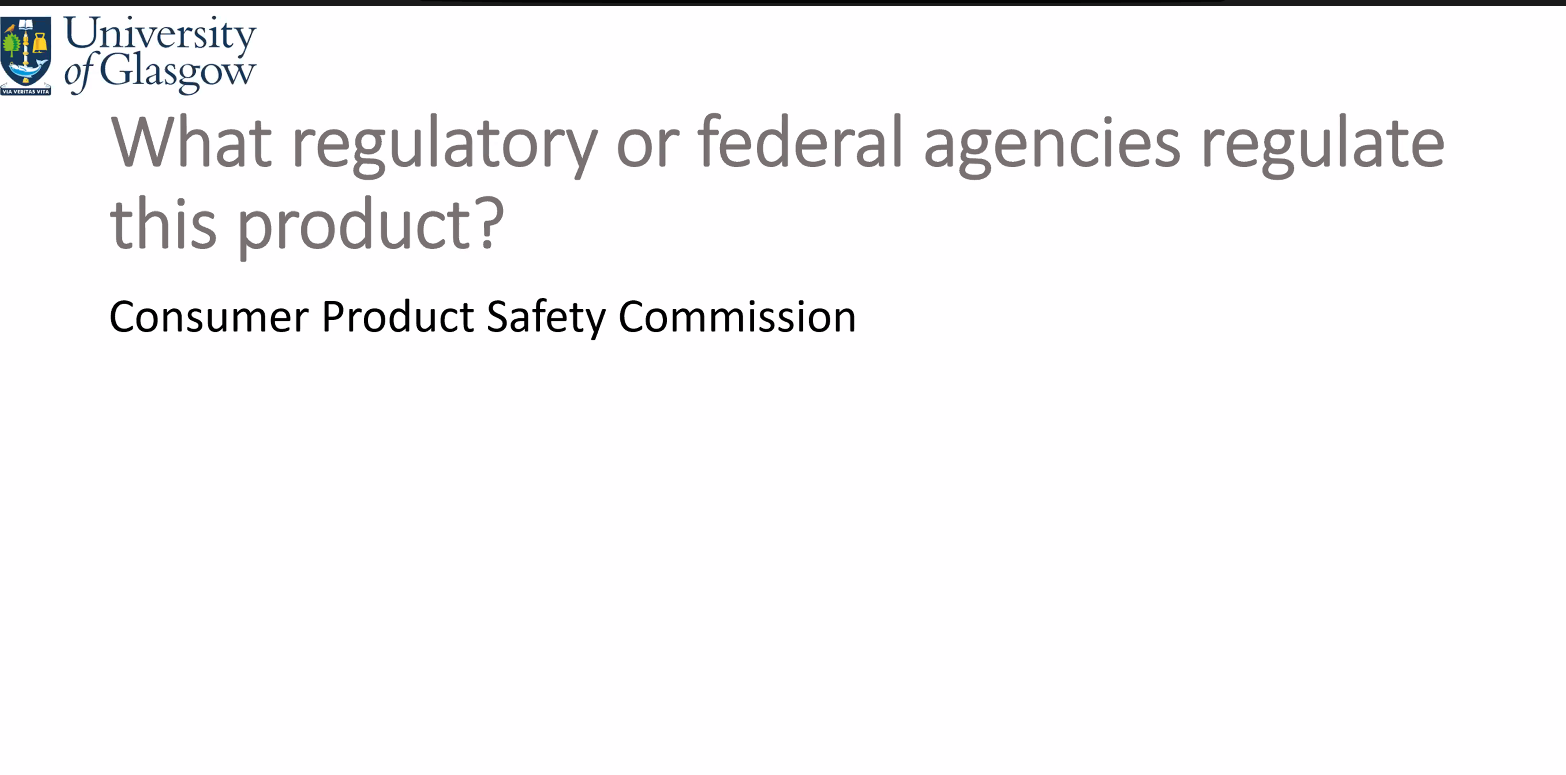 University
of Glasgow
VIA VERITAS VITA
What regulatory or federal agencies regulate
this product?
Consumer Product Safety Commission